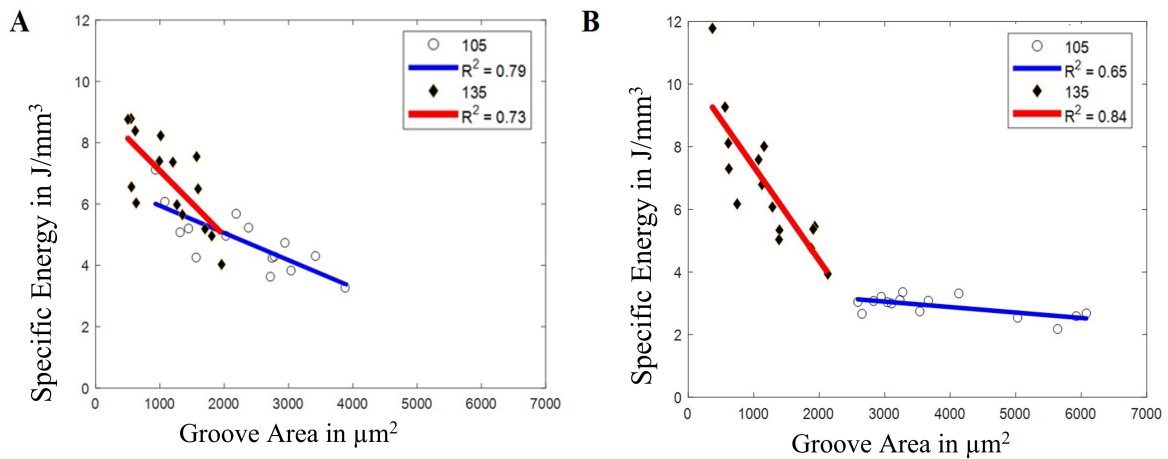 A
12
10
8
6
4
2
0
0 1000 2000 3000 4000 5000 6000 7000
Specific Energy in J/mm³
Groove Area in µm²
105
R² = 0.79
135
R² = 0.73
B
12
10
8
6
4
2
0
0 1000 2000 3000 4000 5000 6000 7000
Specific Energy in J/mm³
Groove Area in µm²
105
R² = 0.65
135
R² = 0.84